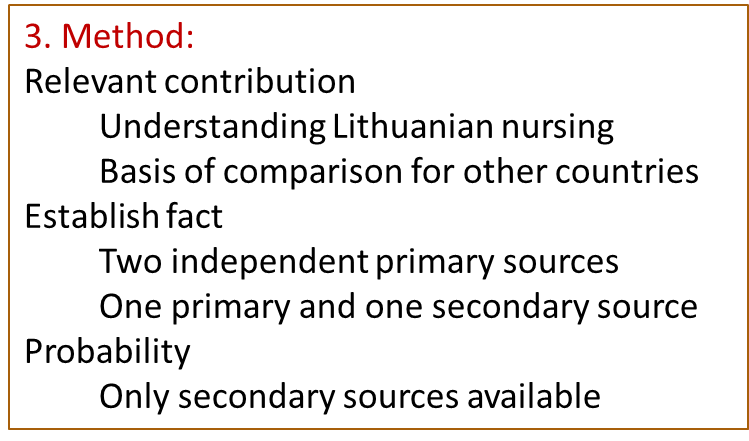 3. Method:
Relevant contribution
Understanding Lithuanian nursing
Basis of comparison for other countries
Establish fact
Two independent primary sources
One primary and one secondary source
Probability
Only secondary sources available